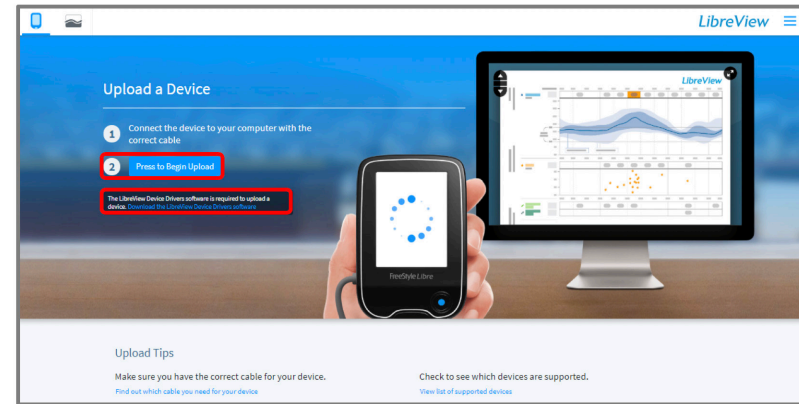 LibreView
Upload a Device
1 Connect the device to your computer with the
correct cable
2 Press to Begin Upload
The LibreView Device Drivers software is required to upload a
device. Download the LibreView Device Drivers software
LibreView
FreeStyle Libre
Upload Tips
Make sure you have the correct cable for your device.
Find out which cable you need for your device
Check to see which devices are supported.
View list of supported devices